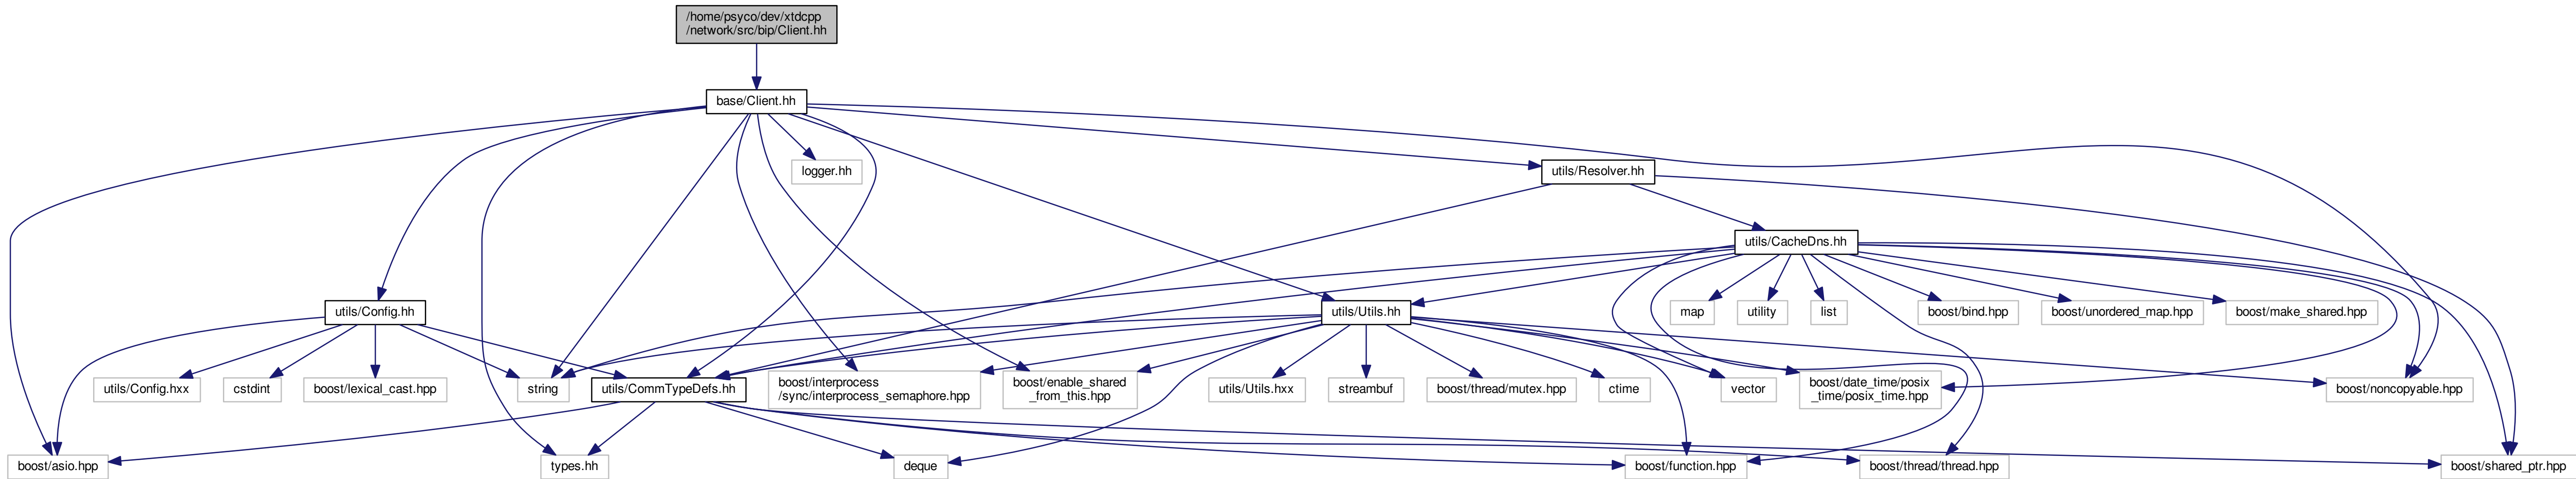 /home/psyco/dev/xtdcpp
/network/src/bip/Client.hh
base/Client.hh
logger.hh
utils/Resolver.hh
utils/CacheDns.hh
utils/Config.hh
utils/Utils.hh
map
utility
list
boost/bind.hpp
boost/unordered_map.hpp
boost/make_shared.hpp
utils/Config.hxx
cstdint
boost/lexical_cast.hpp
string
utils/CommTypeDefs.hh
boost/interprocess
/sync/interprocess_semaphore.hpp
boost/enable_shared
_from_this.hpp
utils/Utils.hxx
streambuf
boost/thread/mutex.hpp
ctime
vector
boost/date_time/posix
_time/posix_time.hpp
boost/noncopyable.hpp
boost/asio.hpp
types.hh
deque
boost/function.hpp
boost/thread/thread.hpp
boost/shared_ptr.hpp